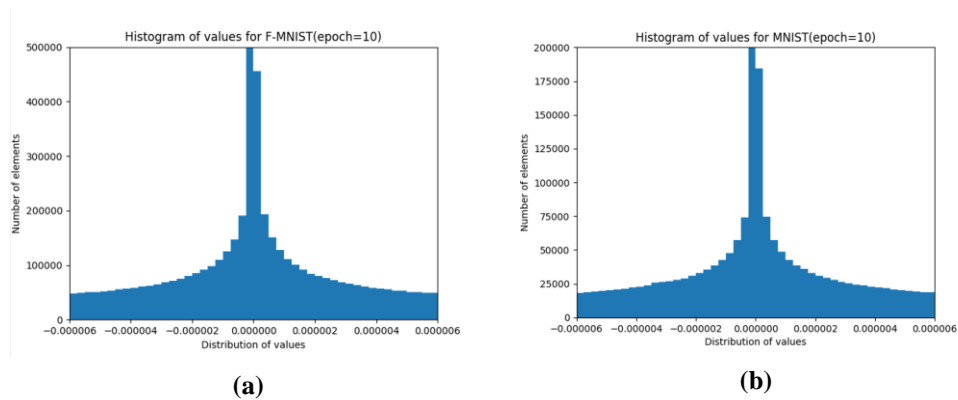 Histogram of values for F-MNIST(epoch=10)
500000
400000
300000
200000
100000
0
Number of elements
−0.000006 −0.000004 −0.000002 0.000000 0.000002 0.000004 0.000006
Distribution of values
(a)
Histogram of values for MNIST(epoch=10)
200000
175000
150000
125000
100000
75000
50000
25000
0
Number of elements
−0.000006 −0.000004 −0.000002 0.000000 0.000002 0.000004 0.000006
Distribution of values
(b)